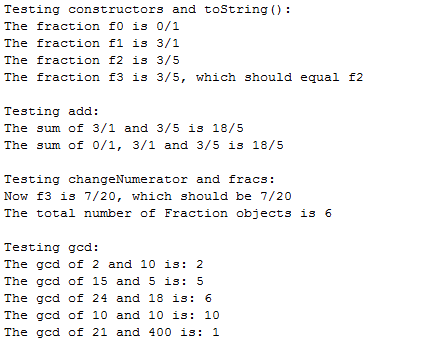 Testing constructors and toString():
The fraction f0 is 0/1
The fraction f1 is 3/1
The fraction f2 is 3/5
The fraction f3 is 3/5, which should equal f2
Testing add:
The sum of 3/1 and 3/5 is 18/5
The sum of 0/1, 3/1 and 3/5 is 18/5
Testing changeNumerator and fracs:
Now f3 is 7/20, which should be 7/20
The total number of Fraction objects is 6
Testing gcd:
The gcd of 2 and 10 is: 2
The gcd of 15 and 5 is: 5
The gcd of 24 and 18 is: 6
The gcd of 10 and 10 is: 10
The gcd of 21 and 400 is: 1